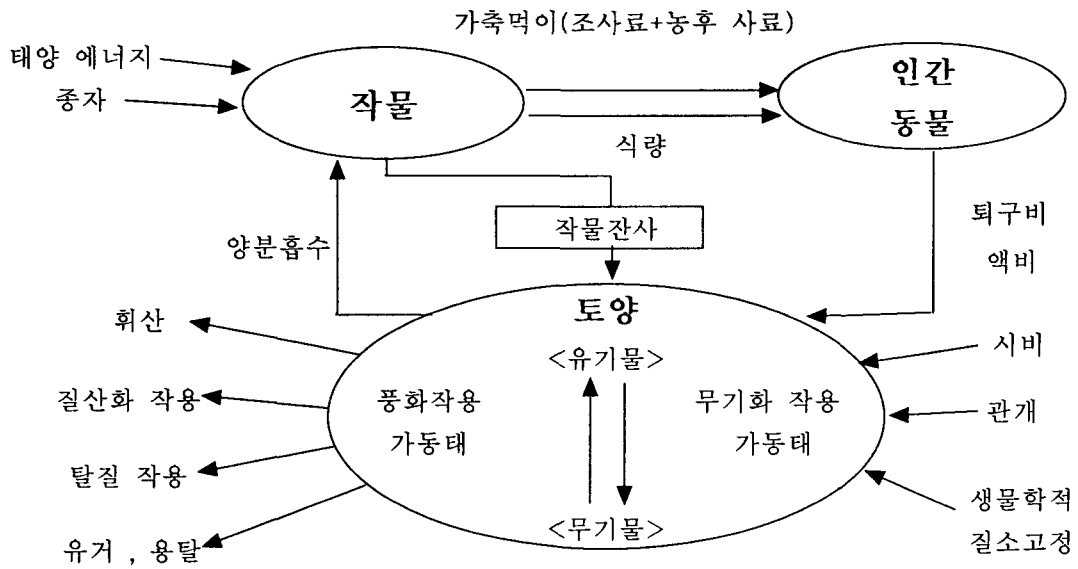 가축먹이(조사료+농후 사료)
태양 에너지
종자
작물
인간
동물
식량
작물잔사
퇴구비
액비
양분흡수
토양
<유기물>
휘산
시비
질산화 작용
풍화작용
가동태
무기화 작용
가동태
관개
탈질 작용
생물학적
질소고정
<무기물>
유거 , 용탈